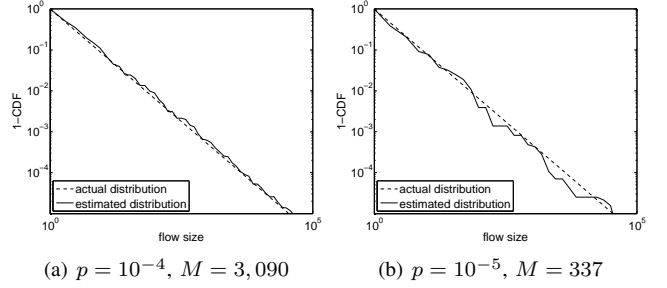 10^0
10^-1
10^-2
10^-3
10^-4
1−CDF
actual distribution
estimated distribution
10^0
10^5
flow size
(a) p = 10^−4, M = 3,090
10^0
10^-1
10^-2
10^-3
10^-4
1−CDF
actual distribution
estimated distribution
10^0
10^5
flow size
(b) p = 10^−5, M = 337